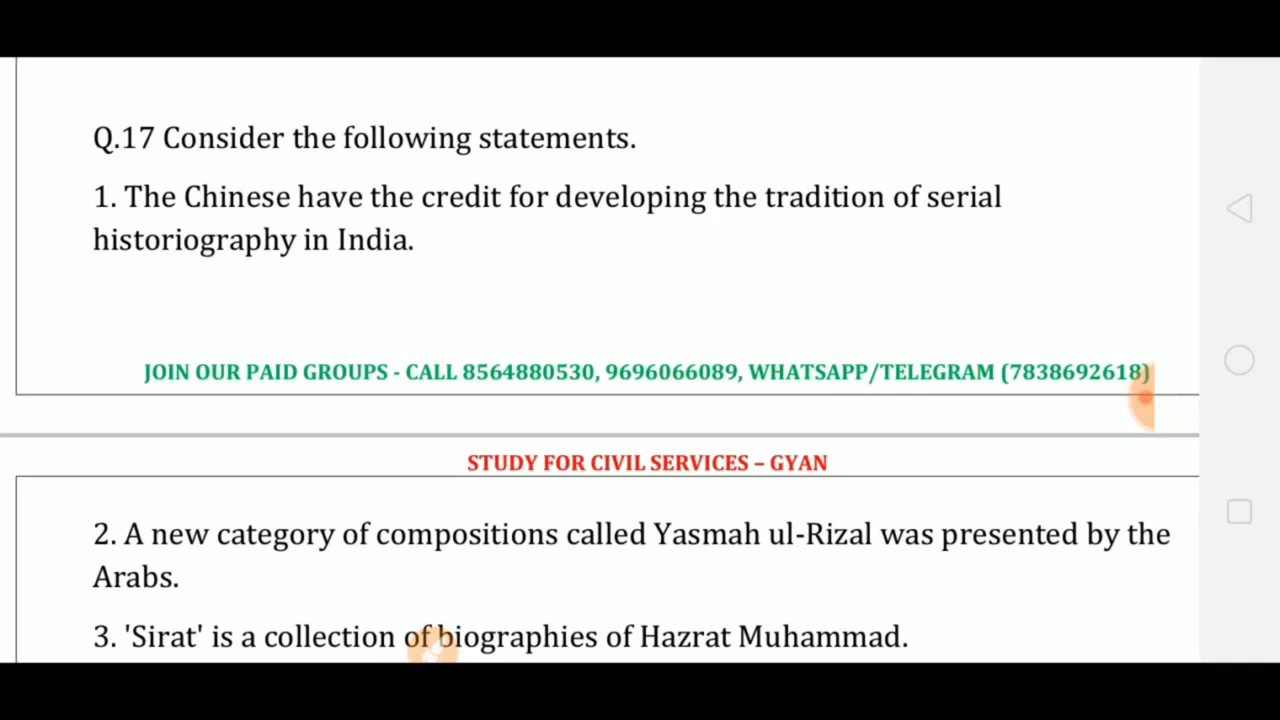 Q.17 Consider the following statements.
1. The Chinese have the credit for developing the tradition of serial
historiography in India.
JOIN OUR PAID GROUPS - CALL 8564880530, 9696066089, WHATSAPP/TELEGRAM (7838692618)
STUDY FOR CIVIL SERVICES – GYAN
2. A new category of compositions called Yasmah ul-Rizal was presented by the
Arabs.
3. 'Sirat' is a collection of biographies of Hazrat Muhammad.